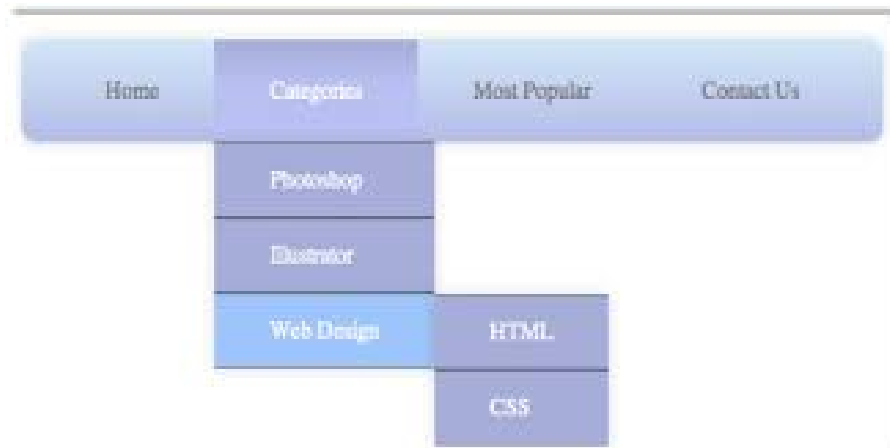 Home
Categories
Most Popular
Contact Us
Photoshop
Illustrator
Web Design
HTML
CSS